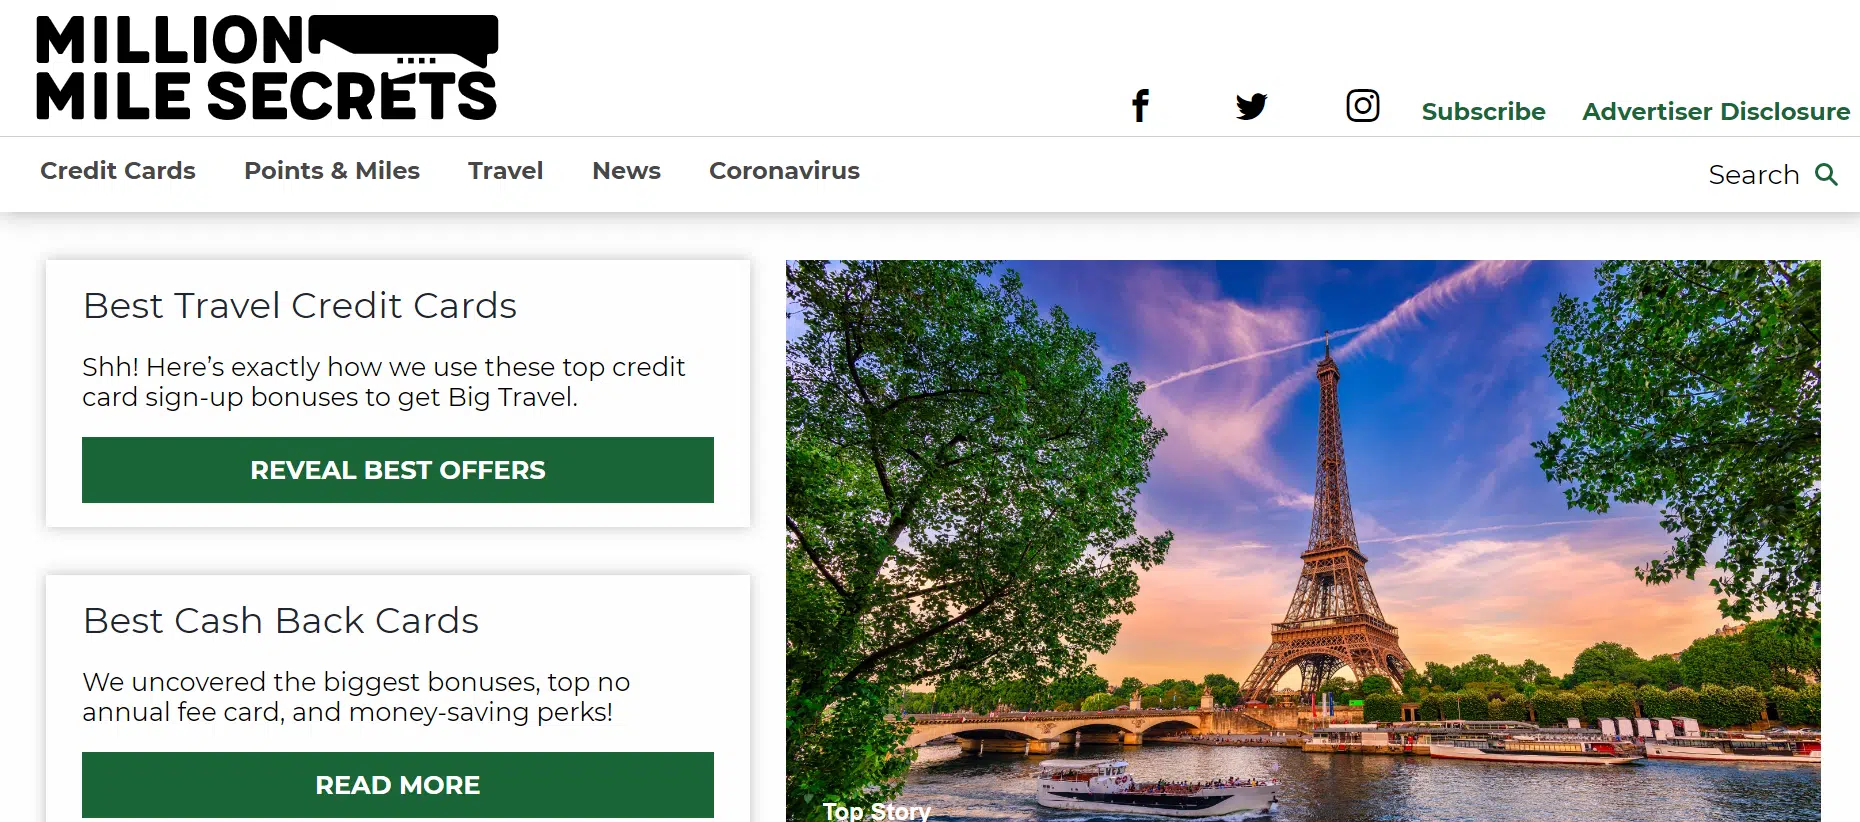 MILLION
MILE SECRETS
Subscribe
Advertiser Disclosure
Credit Cards
Points & Miles
Travel
News
Coronavirus
Search
Best Travel Credit Cards
Shh! Here’s exactly how we use these top credit
card sign-up bonuses to get Big Travel.
REVEAL BEST OFFERS
Best Cash Back Cards
We uncovered the biggest bonuses, top no
annual fee card, and money-saving perks!
READ MORE
Top Story